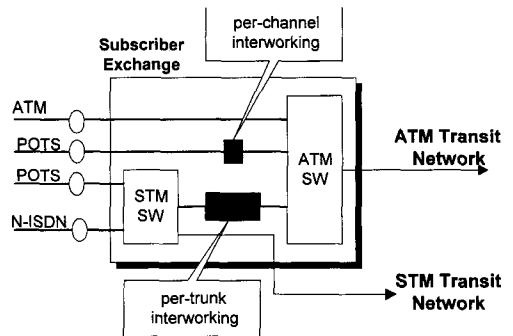 per-channel
interworking
Subscriber
Exchange
ATM
POTS
POTS
N-ISDN
STM
SW
ATM
SW
ATM Transit
Network
STM Transit
Network
per-trunk
interworking